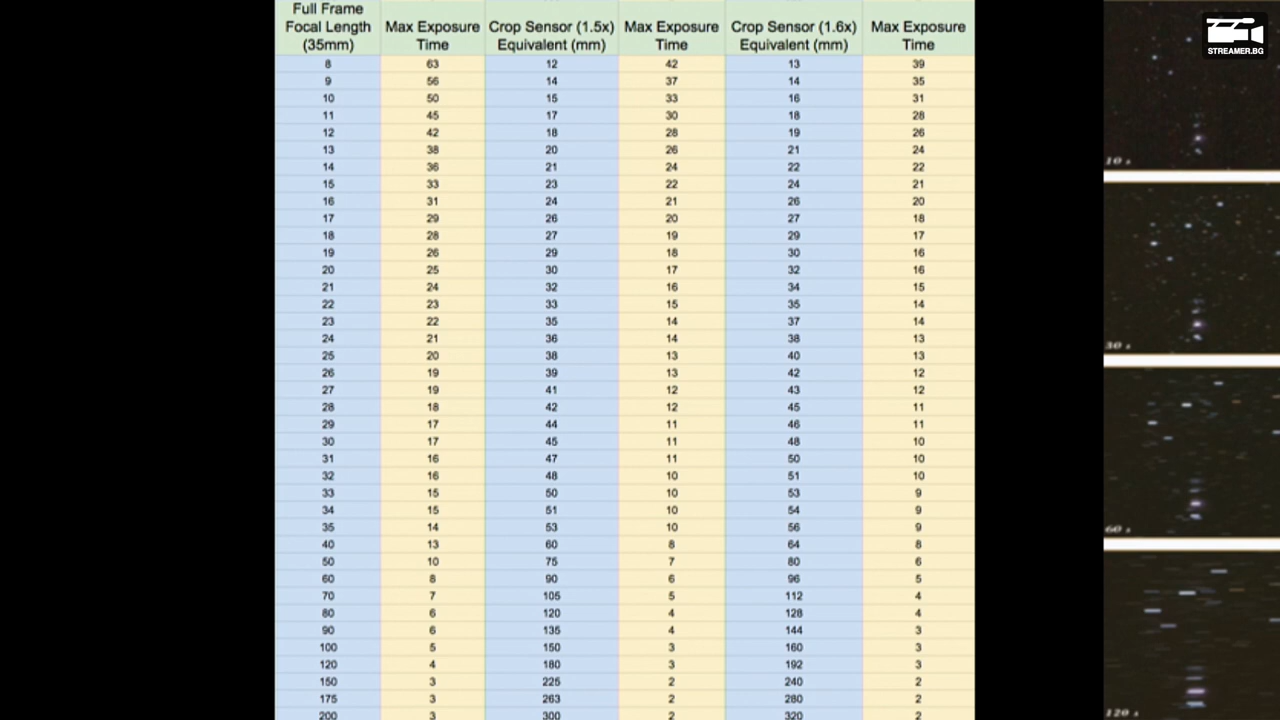 Full Frame Focal Length (35mm) Max Exposure Time Crop Sensor (1.5x) Equivalent (mm) Max Exposure Time Crop Sensor (1.6x) Equivalent (mm) Max Exposure Time
8 63 12 42 13 39
9 56 14 37 14 35
10 50 15 33 16 31
11 45 17 30 18 28
12 42 18 28 19 26
13 38 20 26 21 24
14 36 21 24 22 22
15 33 23 22 24 21
16 31 24 21 26 20
17 29 26 20 27 18
18 28 27 19 29 17
19 26 29 18 30 16
20 25 30 17 32 16
21 24 32 16 34 15
22 23 33 15 35 14
23 22 35 14 37 14
24 21 36 14 38 13
25 20 38 13 40 13
26 19 39 13 42 12
27 19 41 12 43 12
28 18 42 12 45 11
29 17 44 11 46 11
30 17 45 11 48 10
31 16 47 11 50 10
32 16 48 10 51 10
33 15 50 10 53 9
34 15 51 10 54 9
35 14 53 10 56 9
40 13 60 8 64 8
50 10 75 7 80 6
60 8 90 6 96 5
70 7 105 5 112 4
80 6 120 4 128 4
90 6 135 4 144 3
100 5 150 3 160 3
120 4 180 3 192 3
150 3 225 2 240 2
175 3 263 2 280 2
200 3 300 2 320 2
STREAMER.BG
10 s
30 s
60 s
120 s